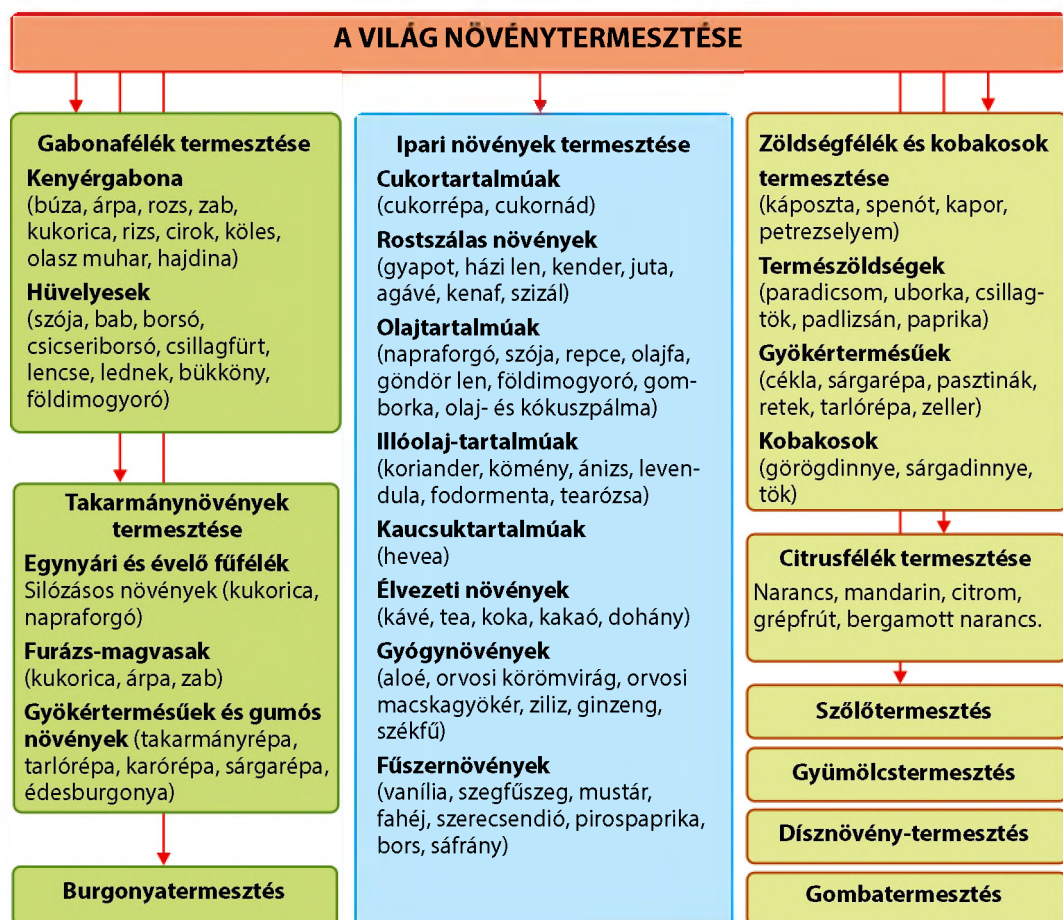 A VILÁG NÖVÉNYTERMESZTÉSE
Gabonafélék termesztése
Kenyérgabona
(búza, árpa, rozs, zab,
kukorica, rizs, cirok, köles,
olasz muhar, hajdina)
Hüvelyesek
(szója, bab, borsó,
csicseriborsó, csillagfürt,
lencse, lednek, bükköny,
földimogyoró)
Takarmánynövények
termesztése
Egynyári és évelő fűfélék
Silózásos növények (kukorica,
napraforgó)
Furázs-magvasak
(kukorica, árpa, zab)
Gyökértermésűek és gumós
növények (takarmányrépa,
tarlórépa, karórépa, sárgarépa,
édesburgonya)
Burgonyatermesztés
Ipari növények termesztése
Cukortartalmúak
(cukorrépa, cukornád)
Rostszálas növények
(gyapot, házi len, kender, juta,
agávé, kenaf, szizál)
Olajtartalmúak
(napraforgó, szója, repce, olajfa,
göndör len, földimogyoró, gom-
borka, olaj- és kókuszpálma)
Illóolaj-tartalmúak
(koriander, kömény, ánizs, leven-
dula, fodormenta, tearózsa)
Kaucsuktartalmúak
(hevea)
Élvezeti növények
(kávé, tea, koka, kakaó, dohány)
Gyógynövények
(aloé, orvosi körömvirág, orvosi
macskagyökér, ziliz, ginzeng,
székfű)
Fűszernövények
(vanília, szegfűszeg, mustár,
fahéj, szerecsendió, pirospaprika,
bors, sáfrány)
Zöldségfélék és kobakosok
termesztése
(káposzta, spenót, kapor,
petrezselyem)
Természöldségek
(paradicsom, uborka, csillag-
tök, padlizsán, paprika)
Gyökértermésűek
(cékla, sárgarépa, pasztinák,
retek, tarlórépa, zeller)
Kobakosok
(görögdinnye, sárgadinnye,
tök)
Citrusfélék termesztése
Narancs, mandarin, citrom,
grépfrút, bergamott narancs.
Szőlőtermesztés
Gyümölcstermesztés
Dísznövény-termesztés
Gombatermesztés